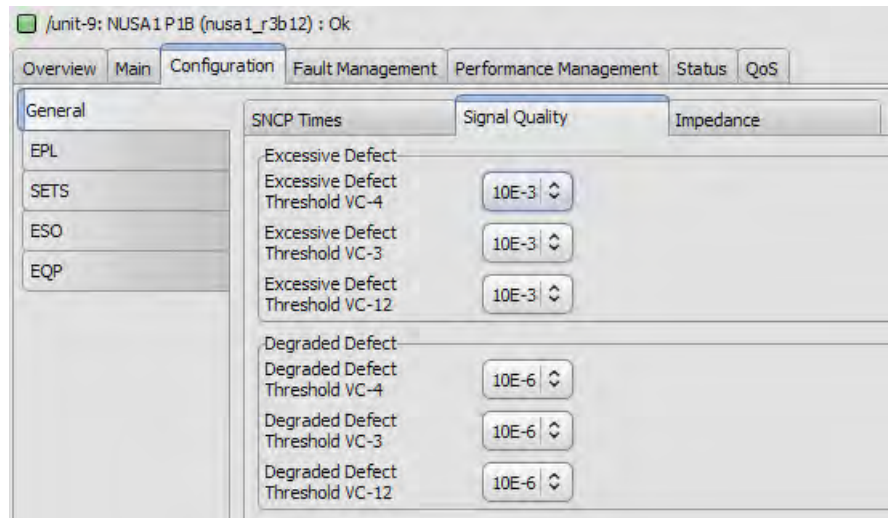 /unit-9: NUSA1 P1B (nusa1_r3b12) : Ok
Overview Main Configuration Fault Management Performance Management Status QoS
General
EPL
SETS
ESO
EQP
SNCP Times Signal Quality Impedance
Excessive Defect
Excessive Defect
Threshold VC-4
10E-3
Excessive Defect
Threshold VC-3
10E-3
Excessive Defect
Threshold VC-12
10E-3
Degraded Defect
Degraded Defect
Threshold VC-4
10E-6
Degraded Defect
Threshold VC-3
10E-6
Degraded Defect
Threshold VC-12
10E-6